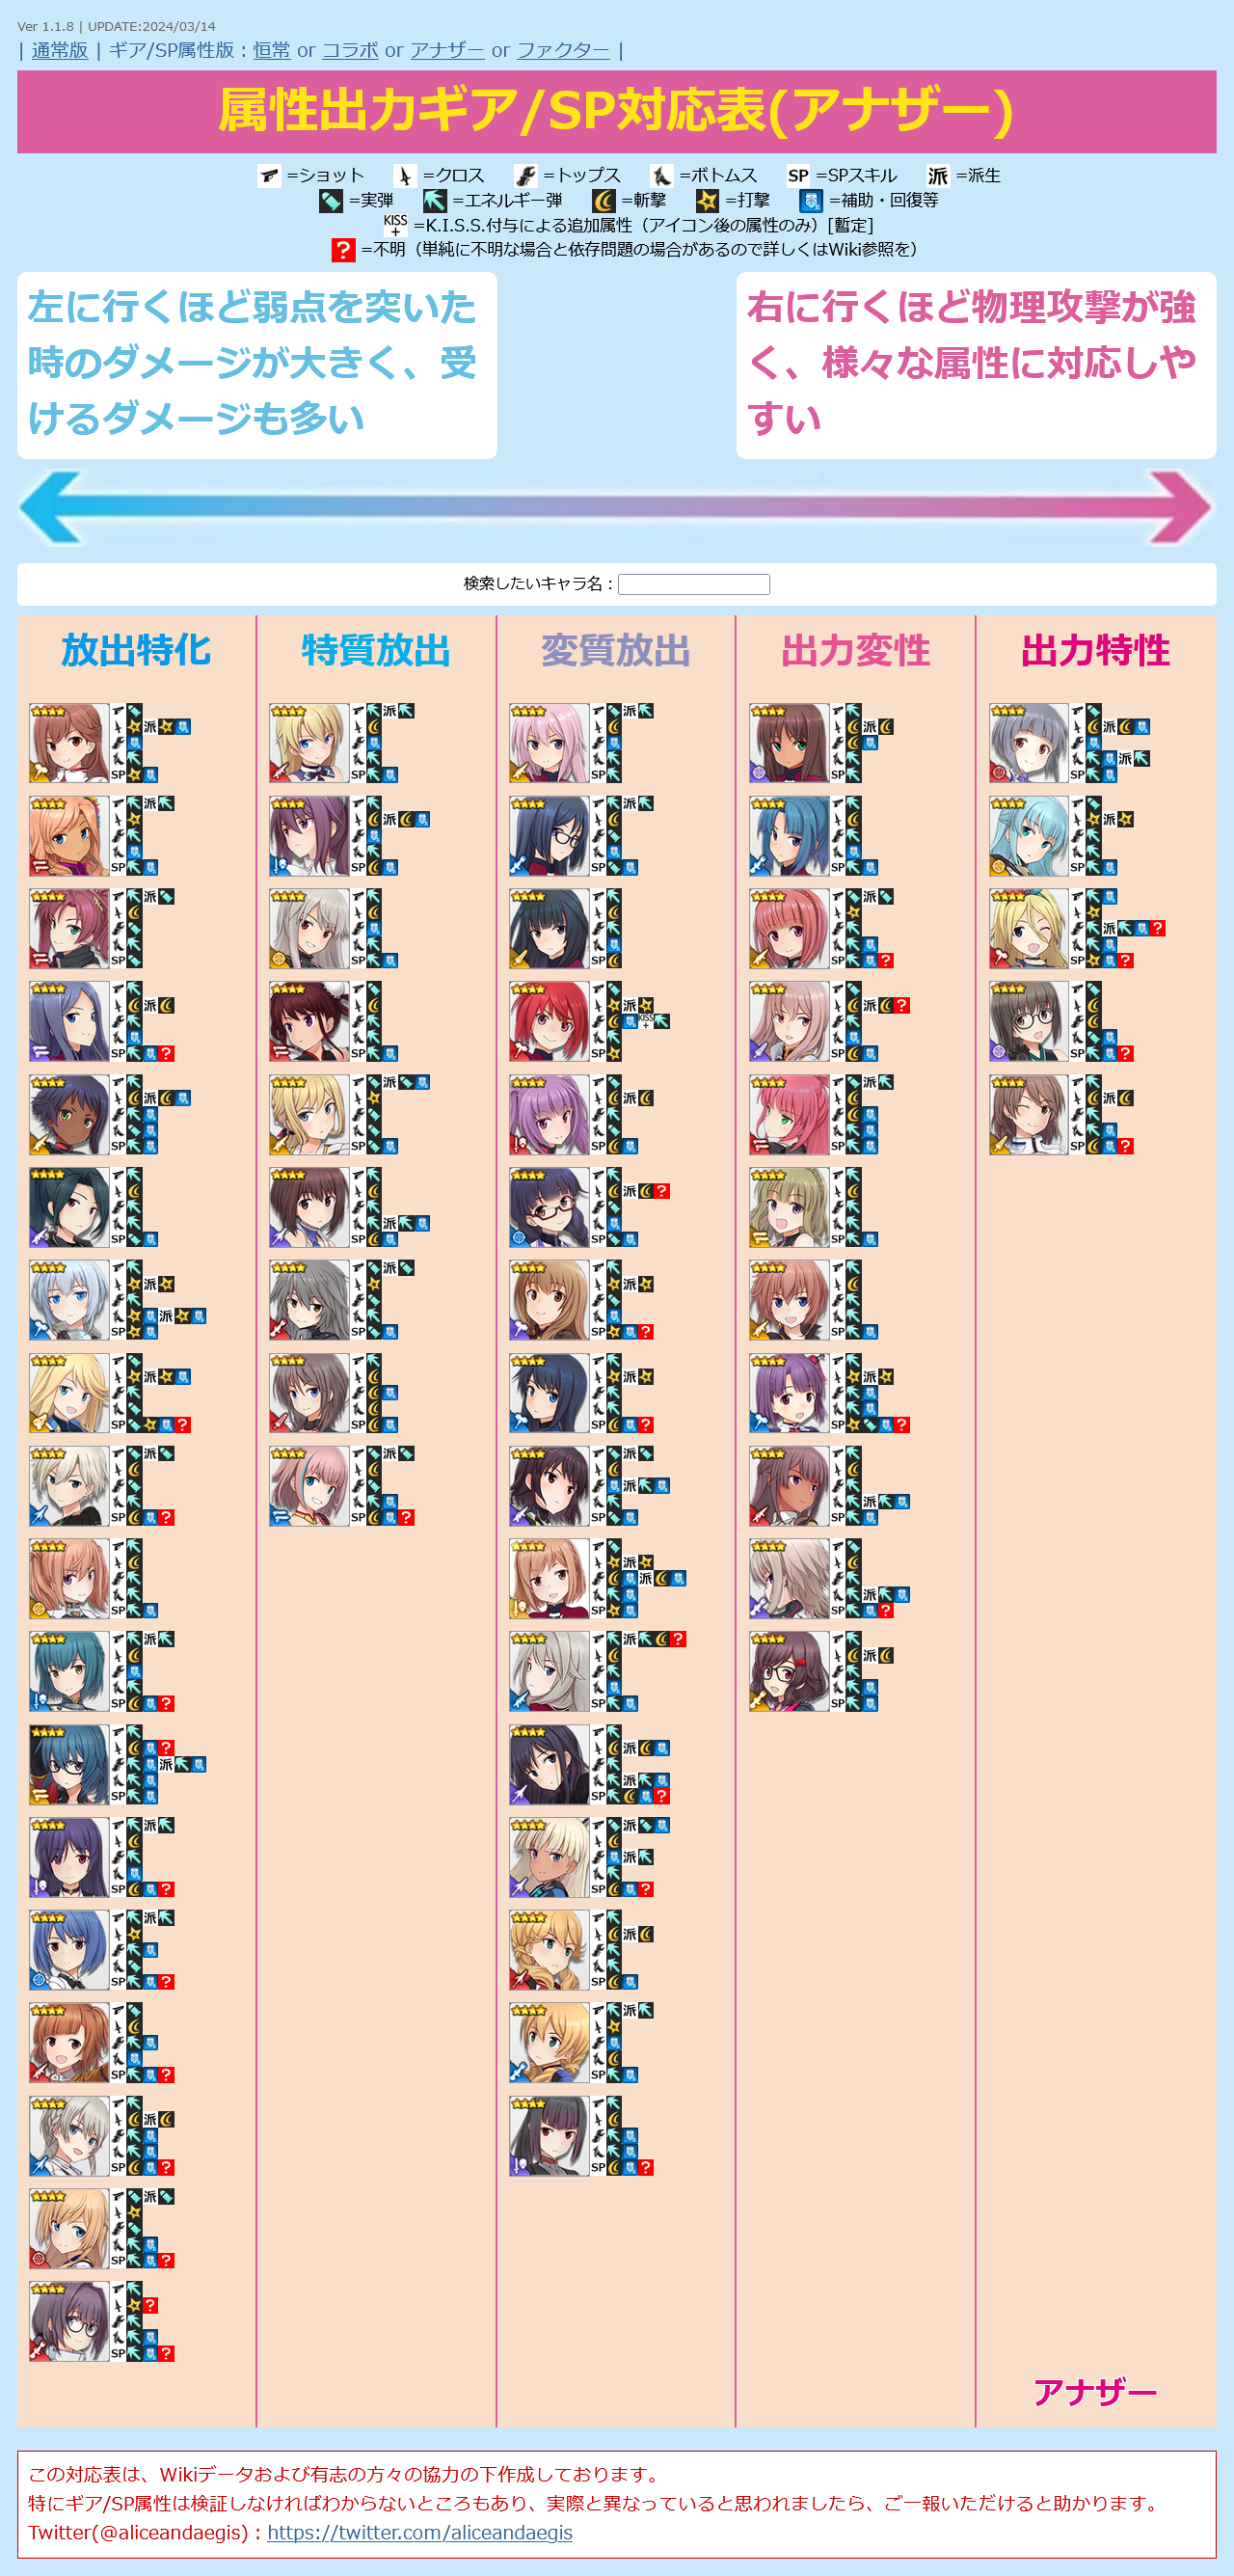 Ver 1.1.8 | UPDATE:2024/03/14
| 通常版 | ギア/SP属性版：恒常 or コラボ or アナザー or ファクター |
属性出力ギア/SP対応表(アナザー)
=ショット =クロス =トップス =ボトムス SP =SPスキル 派 =派生
=実弾 =エネルギー弾 =斬撃 =打撃 =補助・回復等
KISS+ =K.I.S.S.付与による追加属性（アイコン後の属性のみ）[暫定]
? =不明（単純に不明な場合と依存問題の場合があるので詳しくはWiki参照を）
左に行くほど弱点を突いた
時のダメージが大きく、受
けるダメージも多い
右に行くほど物理攻撃が強
く、様々な属性に対応しや
すい
検索したいキャラ名：
放出特化 特質放出 変質放出 出力変性 出力特性
アナザー
この対応表は、Wikiデータおよび有志の方々の協力の下作成しております。
特にギア/SP属性は検証しなければわからないところもあり、実際と異なっていると思われましたら、ご一報いただけると助かります。
Twitter(@aliceandaegis)：https://twitter.com/aliceandaegis